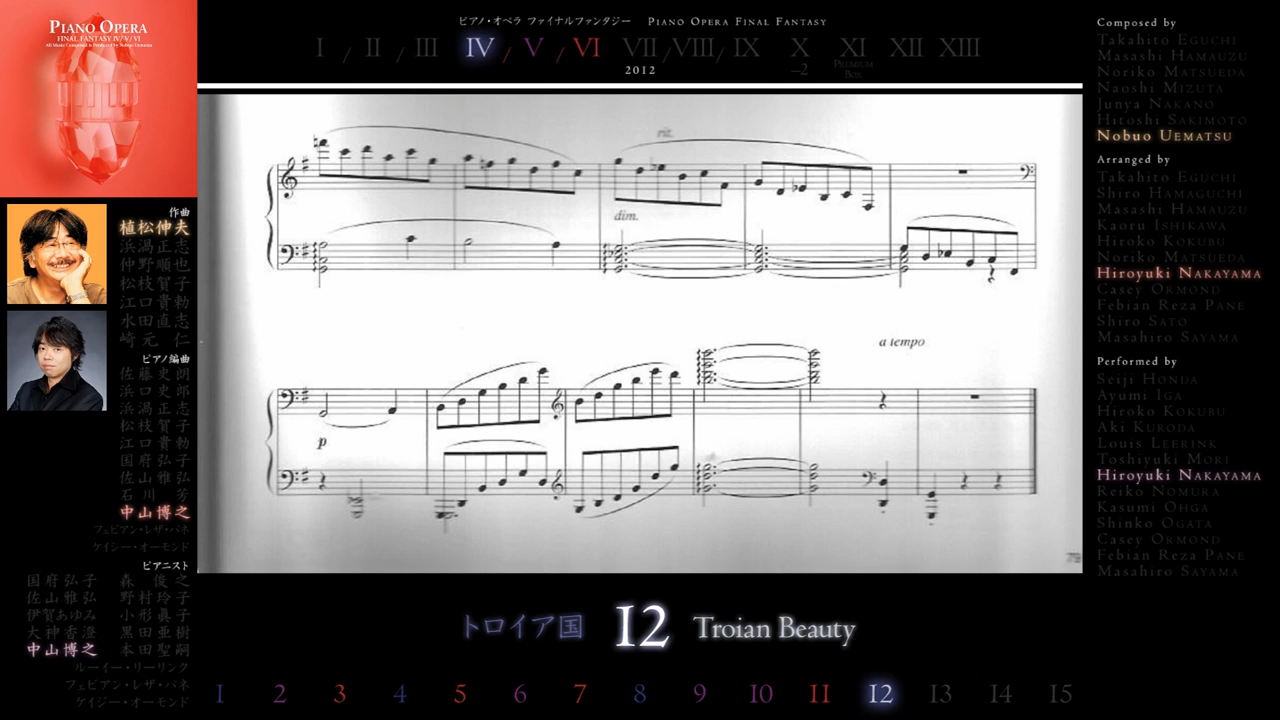 PIANO OPERA
FINAL FANTASY IV/V/VI
All Music Composed & Produced by Nobuo Uematsu
ピアノ・オペラ ファイナルファンタジー PIANO OPERA FINAL FANTASY
I / II / III IV / V / VI VII / VIII / IX X XI XII XIII
–2 PREMIUM
BOX
2012
作曲
植松伸夫
浜渦正志
仲野順也
松枝賀子
江口貴勅
水田直志
崎元 仁
ピアノ編曲
佐藤史朗
浜口史郎
浜渦正志
松枝賀子
江口貴勅
国府弘子
佐山雅弘
石川 芳
中山博之
フェビアン・レザ・パネ
ケイシー・オーモンド
ピアニスト
国府弘子 森 俊之
佐山雅弘 野村玲子
伊賀あゆみ 小形眞子
大神香澄 黒田亜樹
中山博之 本田聖嗣
ルーイー・リーリンク
フェビアン・レザ・パネ
ケイジー・オーモンド
rit.
dim.
a tempo
p
79
Composed by
Takahito EGUCHI
Masashi HAMAUZU
Noriko MATSUEDA
Naoshi MIZUTA
Junya NAKANO
Hitoshi SAKIMOTO
Nobuo UEMATSU
Arranged by
Takahito EGUCHI
Shiro HAMAGUCHI
Masashi HAMAUZU
Kaoru ISHIKAWA
Hiroko KOKUBU
Noriko MATSUEDA
Hiroyuki NAKAYAMA
Casey ORMOND
Febian Reza PANE
Shiro SATO
Masahiro SAYAMA
Performed by
Seiji HONDA
Ayumi IGA
Hiroko KOKUBU
Aki KURODA
Louis LEERINK
Toshiyuki MORI
Hiroyuki NAKAYAMA
Reiko NOMURA
Kasumi OHGA
Shinko OGATA
Casey ORMOND
Febian Reza PANE
Masahiro SAYAMA
トロイア国 12 Troian Beauty
1 2 3 4 5 6 7 8 9 10 11 12 13 14 15